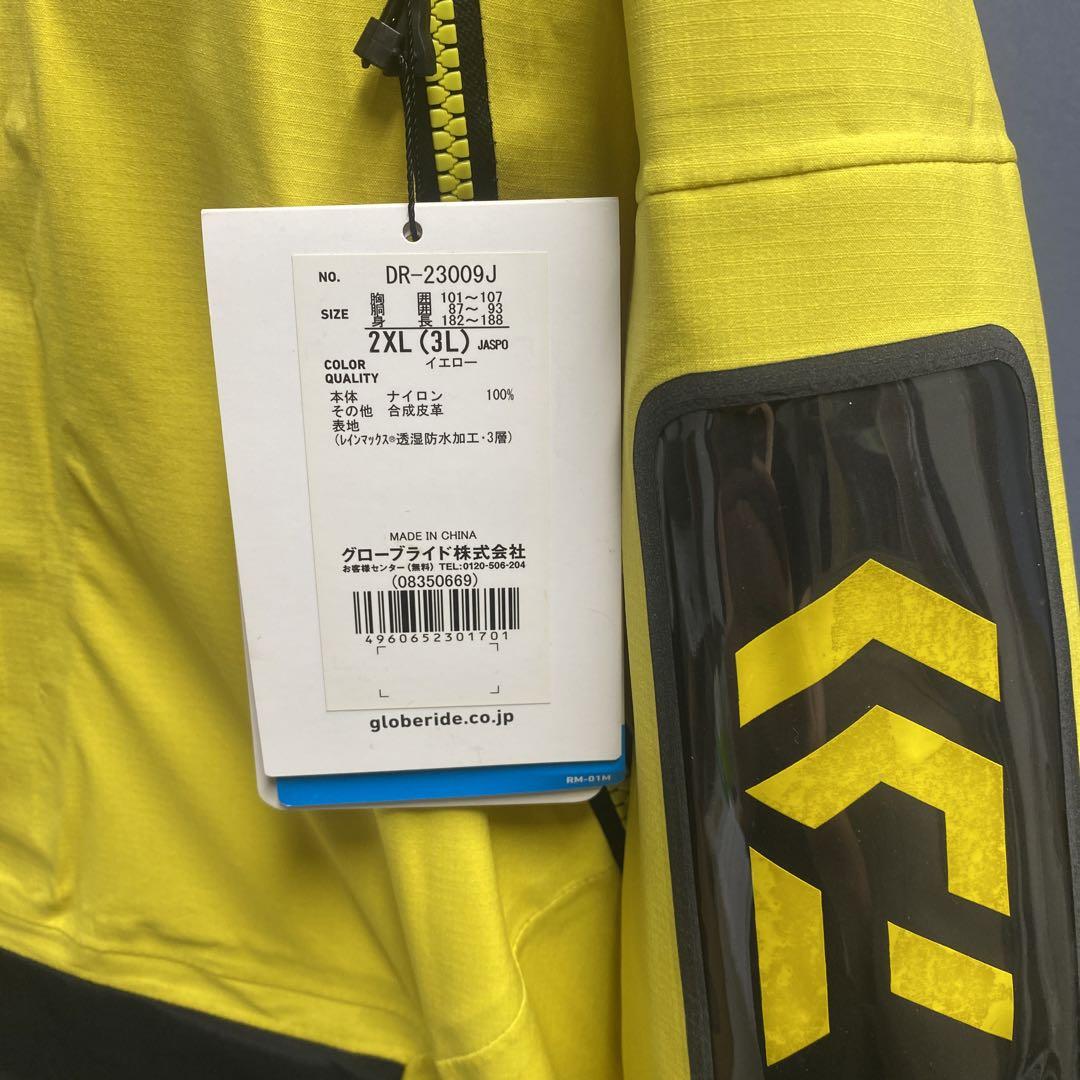 NO. DR-23009J
SIZE
胸 囲 101～107
胴 囲 87～ 93
身 長 182～188
2XL(3L) JASPO
COLOR イエロー
QUALITY
本体 ナイロン 100%
その他 合成皮革
表地
(レインマックス®透湿防水加工・3層)
MADE IN CHINA
グローブライド株式会社
お客様センター(無料) TEL:0120-506-204
(08350669)
4960652301701
globeride.co.jp
RM-01M